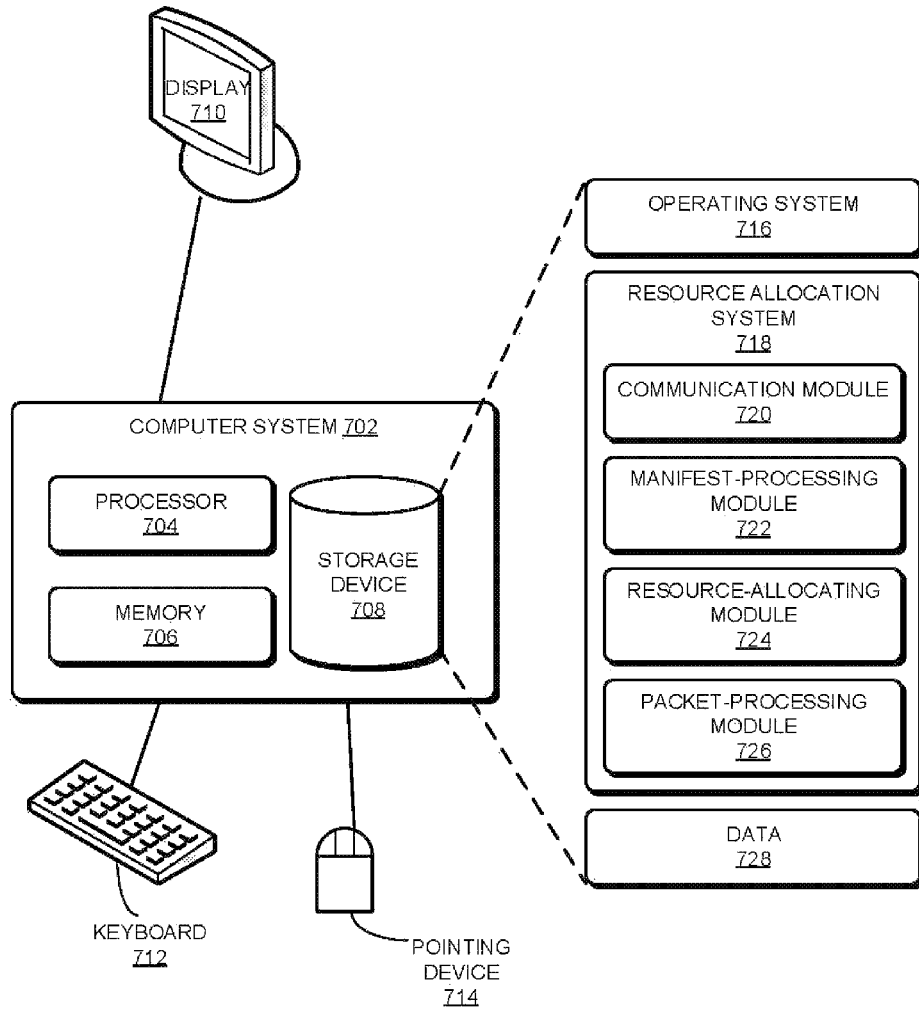 DISPLAY
710
OPERATING SYSTEM
716
RESOURCE ALLOCATION
SYSTEM
718
COMMUNICATION MODULE
720
MANIFEST-PROCESSING
MODULE
722
RESOURCE-ALLOCATING
MODULE
724
PACKET-PROCESSING
MODULE
726
DATA
728
COMPUTER SYSTEM 702
PROCESSOR
704
MEMORY
706
STORAGE
DEVICE
708
KEYBOARD
712
POINTING
DEVICE
714